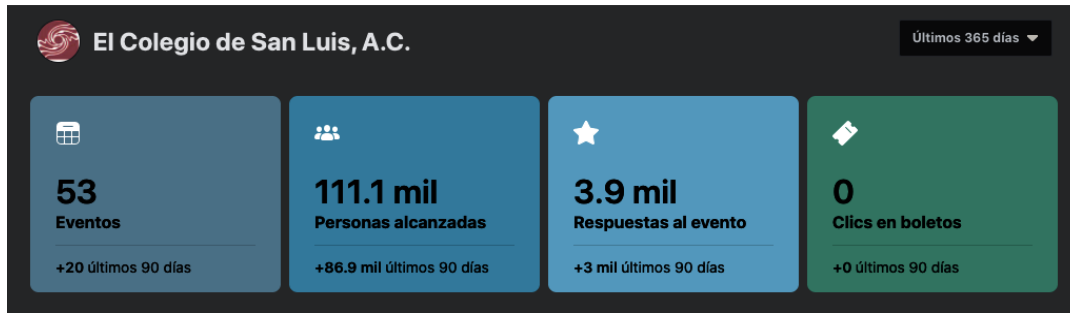 El Colegio de San Luis, A.C.
Últimos 365 días
53
Eventos
+20 últimos 90 días
111.1 mil
Personas alcanzadas
+86.9 mil últimos 90 días
3.9 mil
Respuestas al evento
+3 mil últimos 90 días
0
Clics en boletos
+0 últimos 90 días